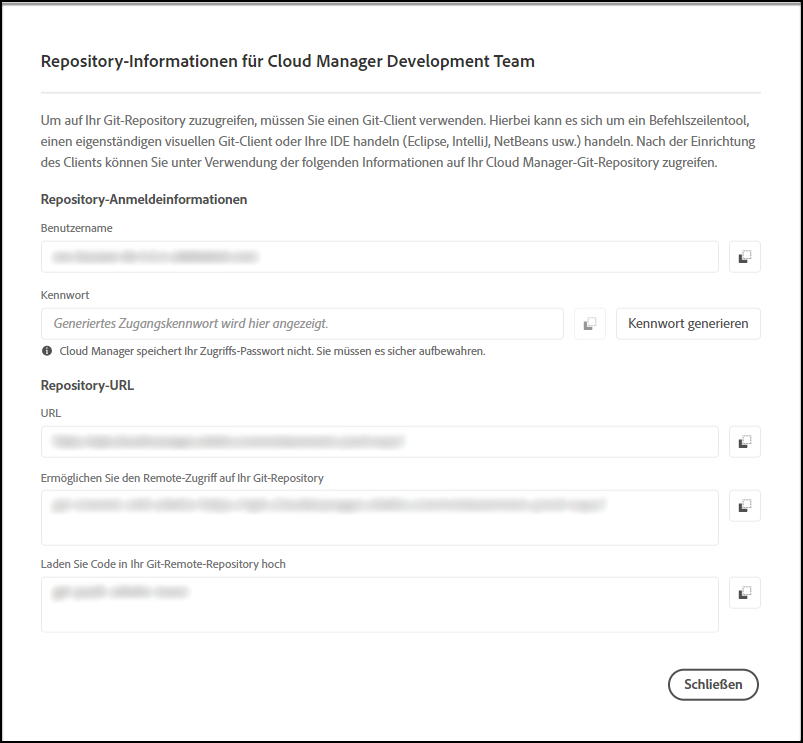 Repository-Informationen für Cloud Manager Development Team
Um auf Ihr Git-Repository zuzugreifen, müssen Sie einen Git-Client verwenden. Hierbei kann es sich um ein Befehlszeilentool,
einen eigenständigen visuellen Git-Client oder Ihre IDE handeln (Eclipse, IntelliJ, NetBeans usw.) handeln. Nach der Einrichtung
des Clients können Sie unter Verwendung der folgenden Informationen auf Ihr Cloud Manager-Git-Repository zugreifen.
Repository-Anmeldeinformationen
Benutzername
Kennwort
Generiertes Zugangskennwort wird hier angezeigt.
Kennwort generieren
Cloud Manager speichert Ihr Zugriffs-Passwort nicht. Sie müssen es sicher aufbewahren.
Repository-URL
URL
Ermöglichen Sie den Remote-Zugriff auf Ihr Git-Repository
Laden Sie Code in Ihr Git-Remote-Repository hoch
Schließen